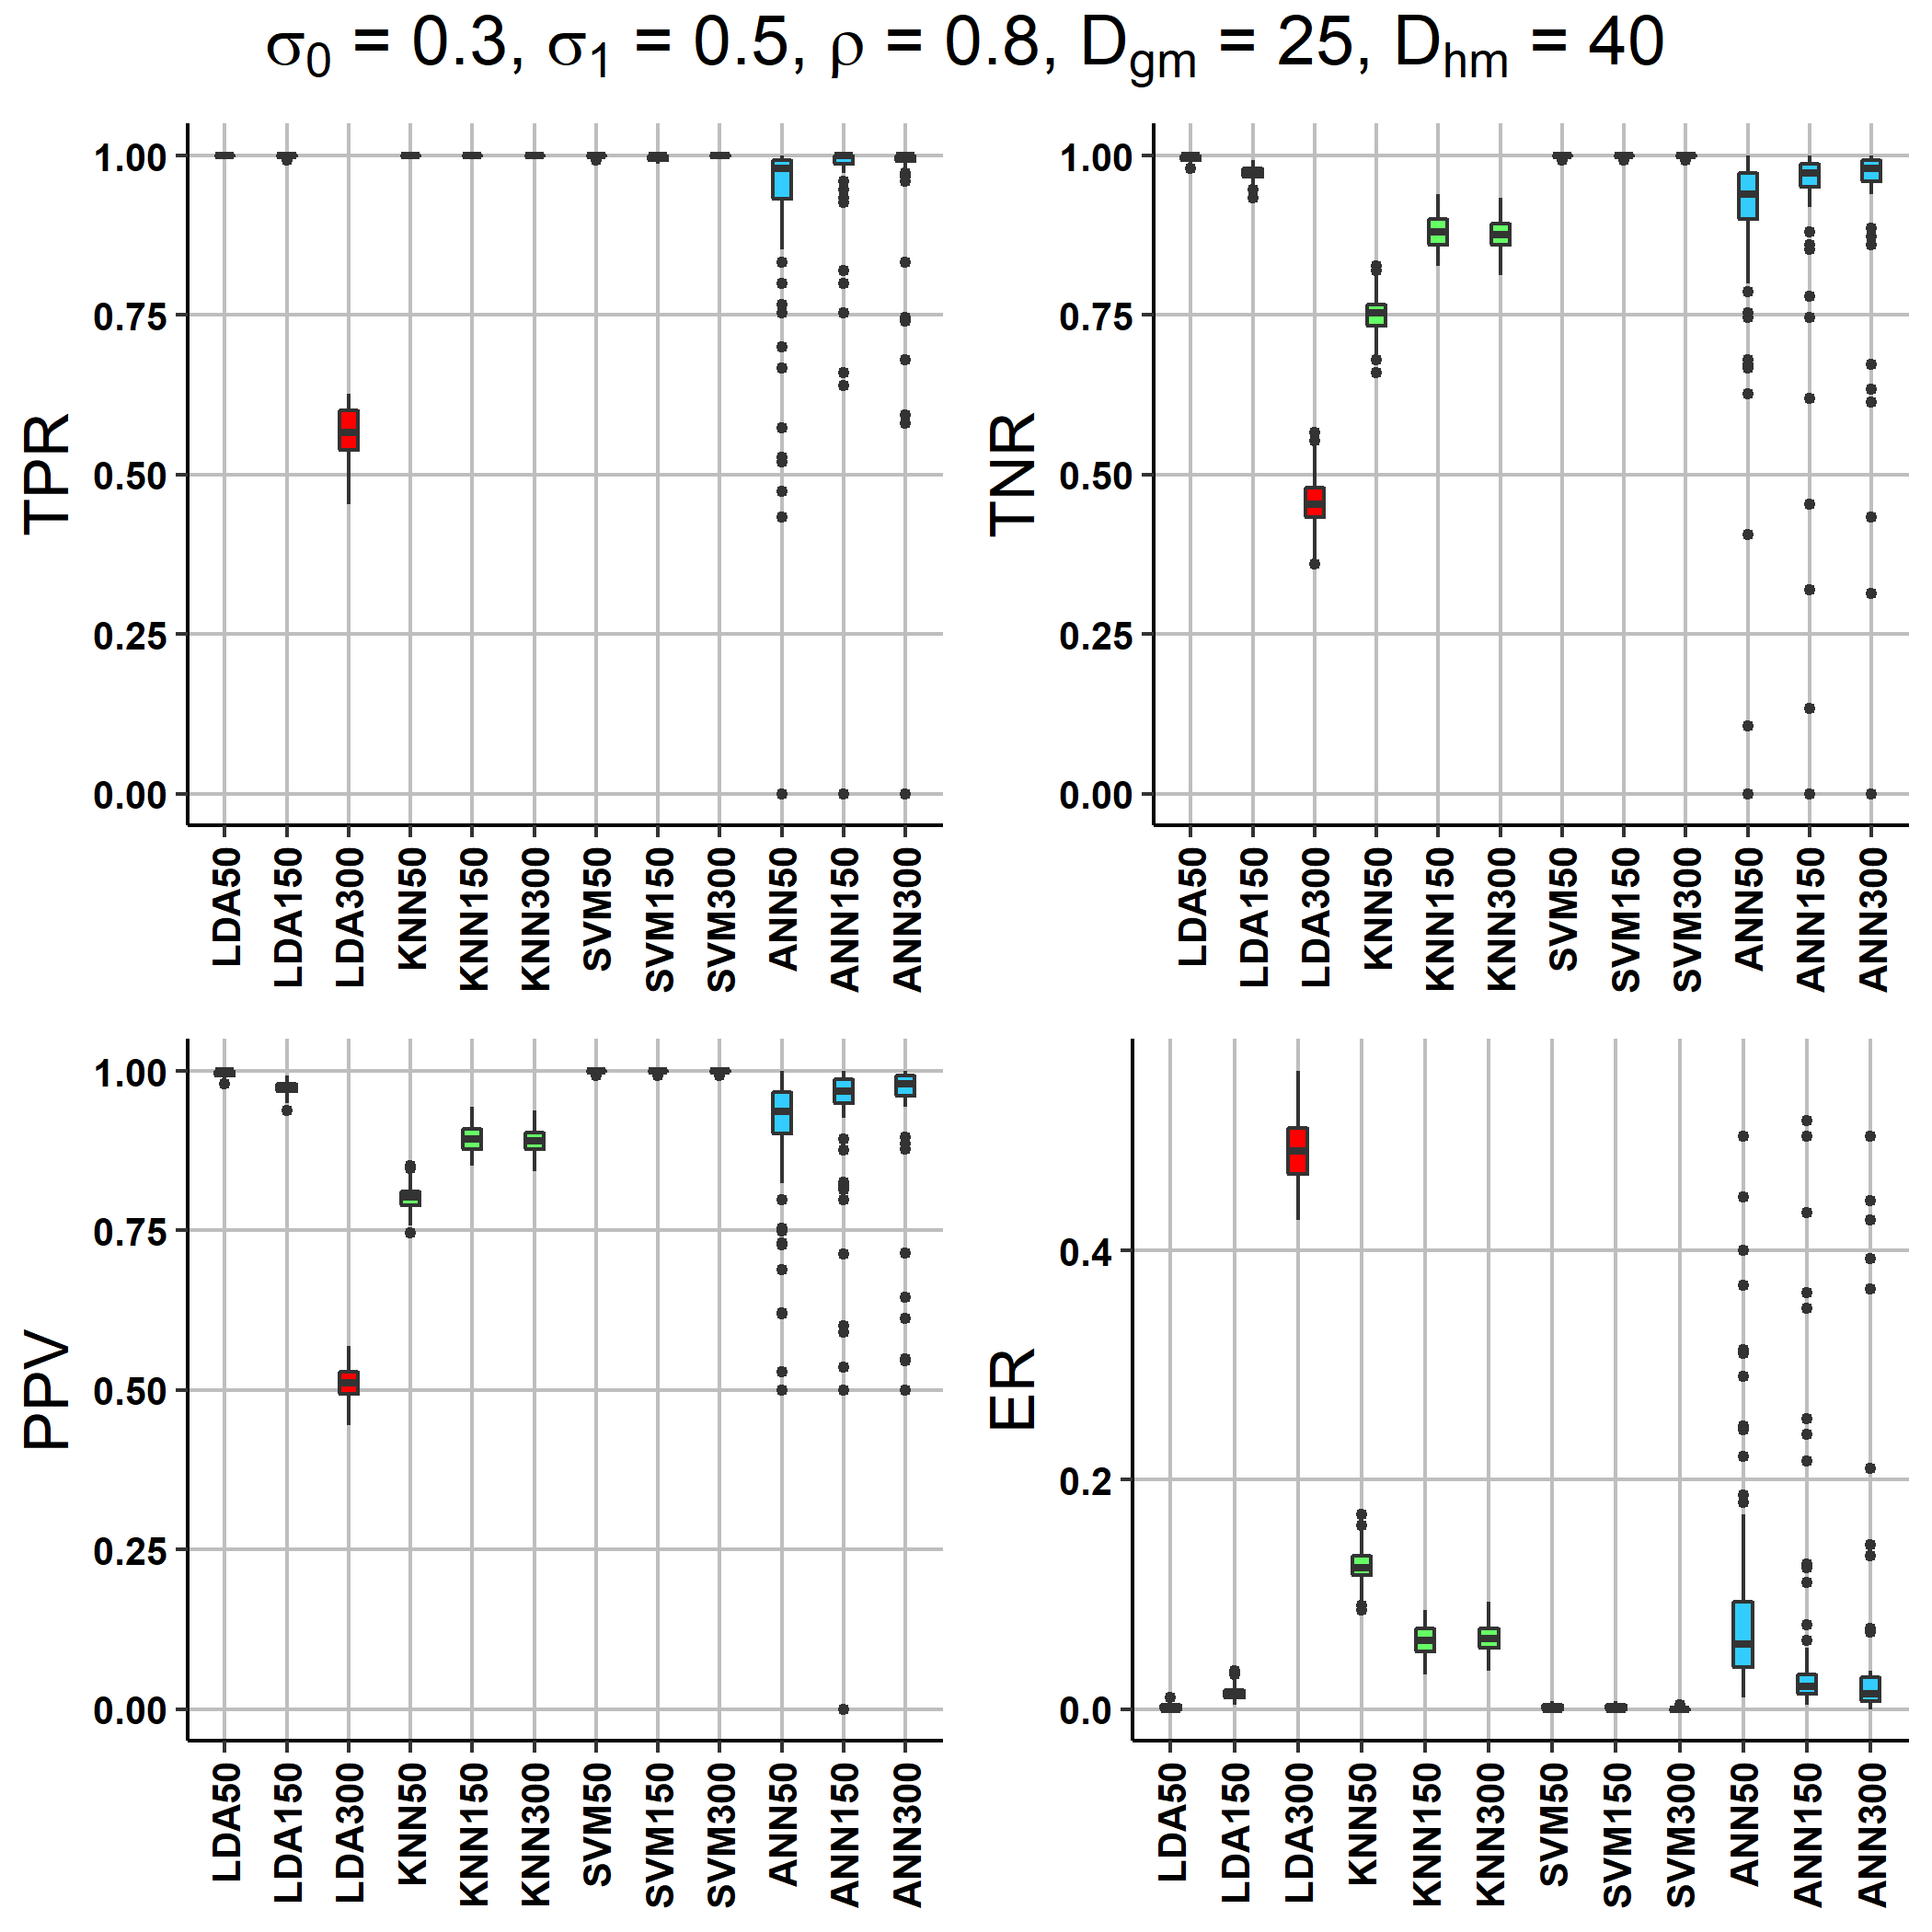 σ₀ = 0.3, σ₁ = 0.5, ρ = 0.8, D_gm = 25, D_hm = 40
TPR
1.00
0.75
0.50
0.25
0.00
LDA50 LDA150 LDA300 KNN50 KNN150 KNN300 SVM50 SVM150 SVM300 ANN50 ANN150 ANN300
TNR
1.00
0.75
0.50
0.25
0.00
LDA50 LDA150 LDA300 KNN50 KNN150 KNN300 SVM50 SVM150 SVM300 ANN50 ANN150 ANN300
PPV
1.00
0.75
0.50
0.25
0.00
LDA50 LDA150 LDA300 KNN50 KNN150 KNN300 SVM50 SVM150 SVM300 ANN50 ANN150 ANN300
ER
0.4
0.2
0.0
LDA50 LDA150 LDA300 KNN50 KNN150 KNN300 SVM50 SVM150 SVM300 ANN50 ANN150 ANN300